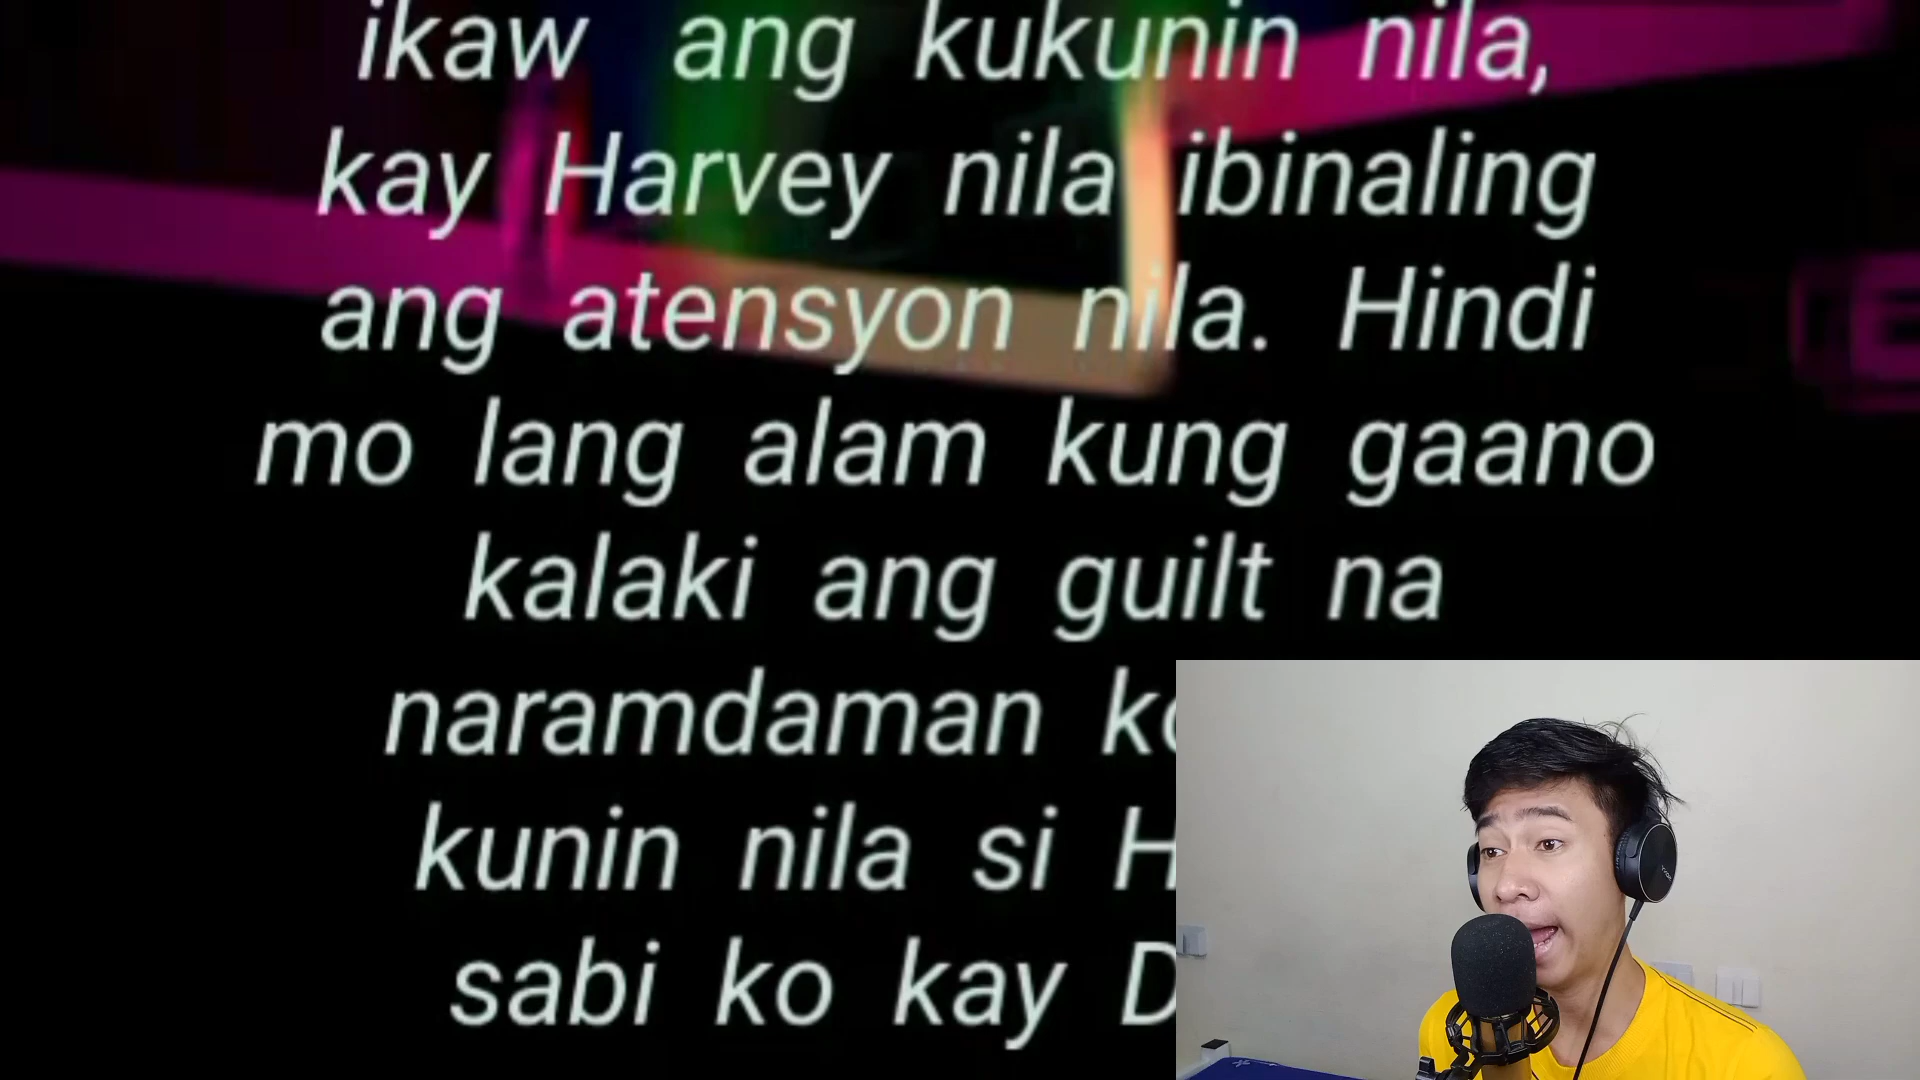 ikaw ang kukunin nila,
kay Harvey nila ibinaling
ang atensyon nila. Hindi
mo lang alam kung gaano
kalaki ang guilt na
naramdaman
kunin nila si
sabi ko kay